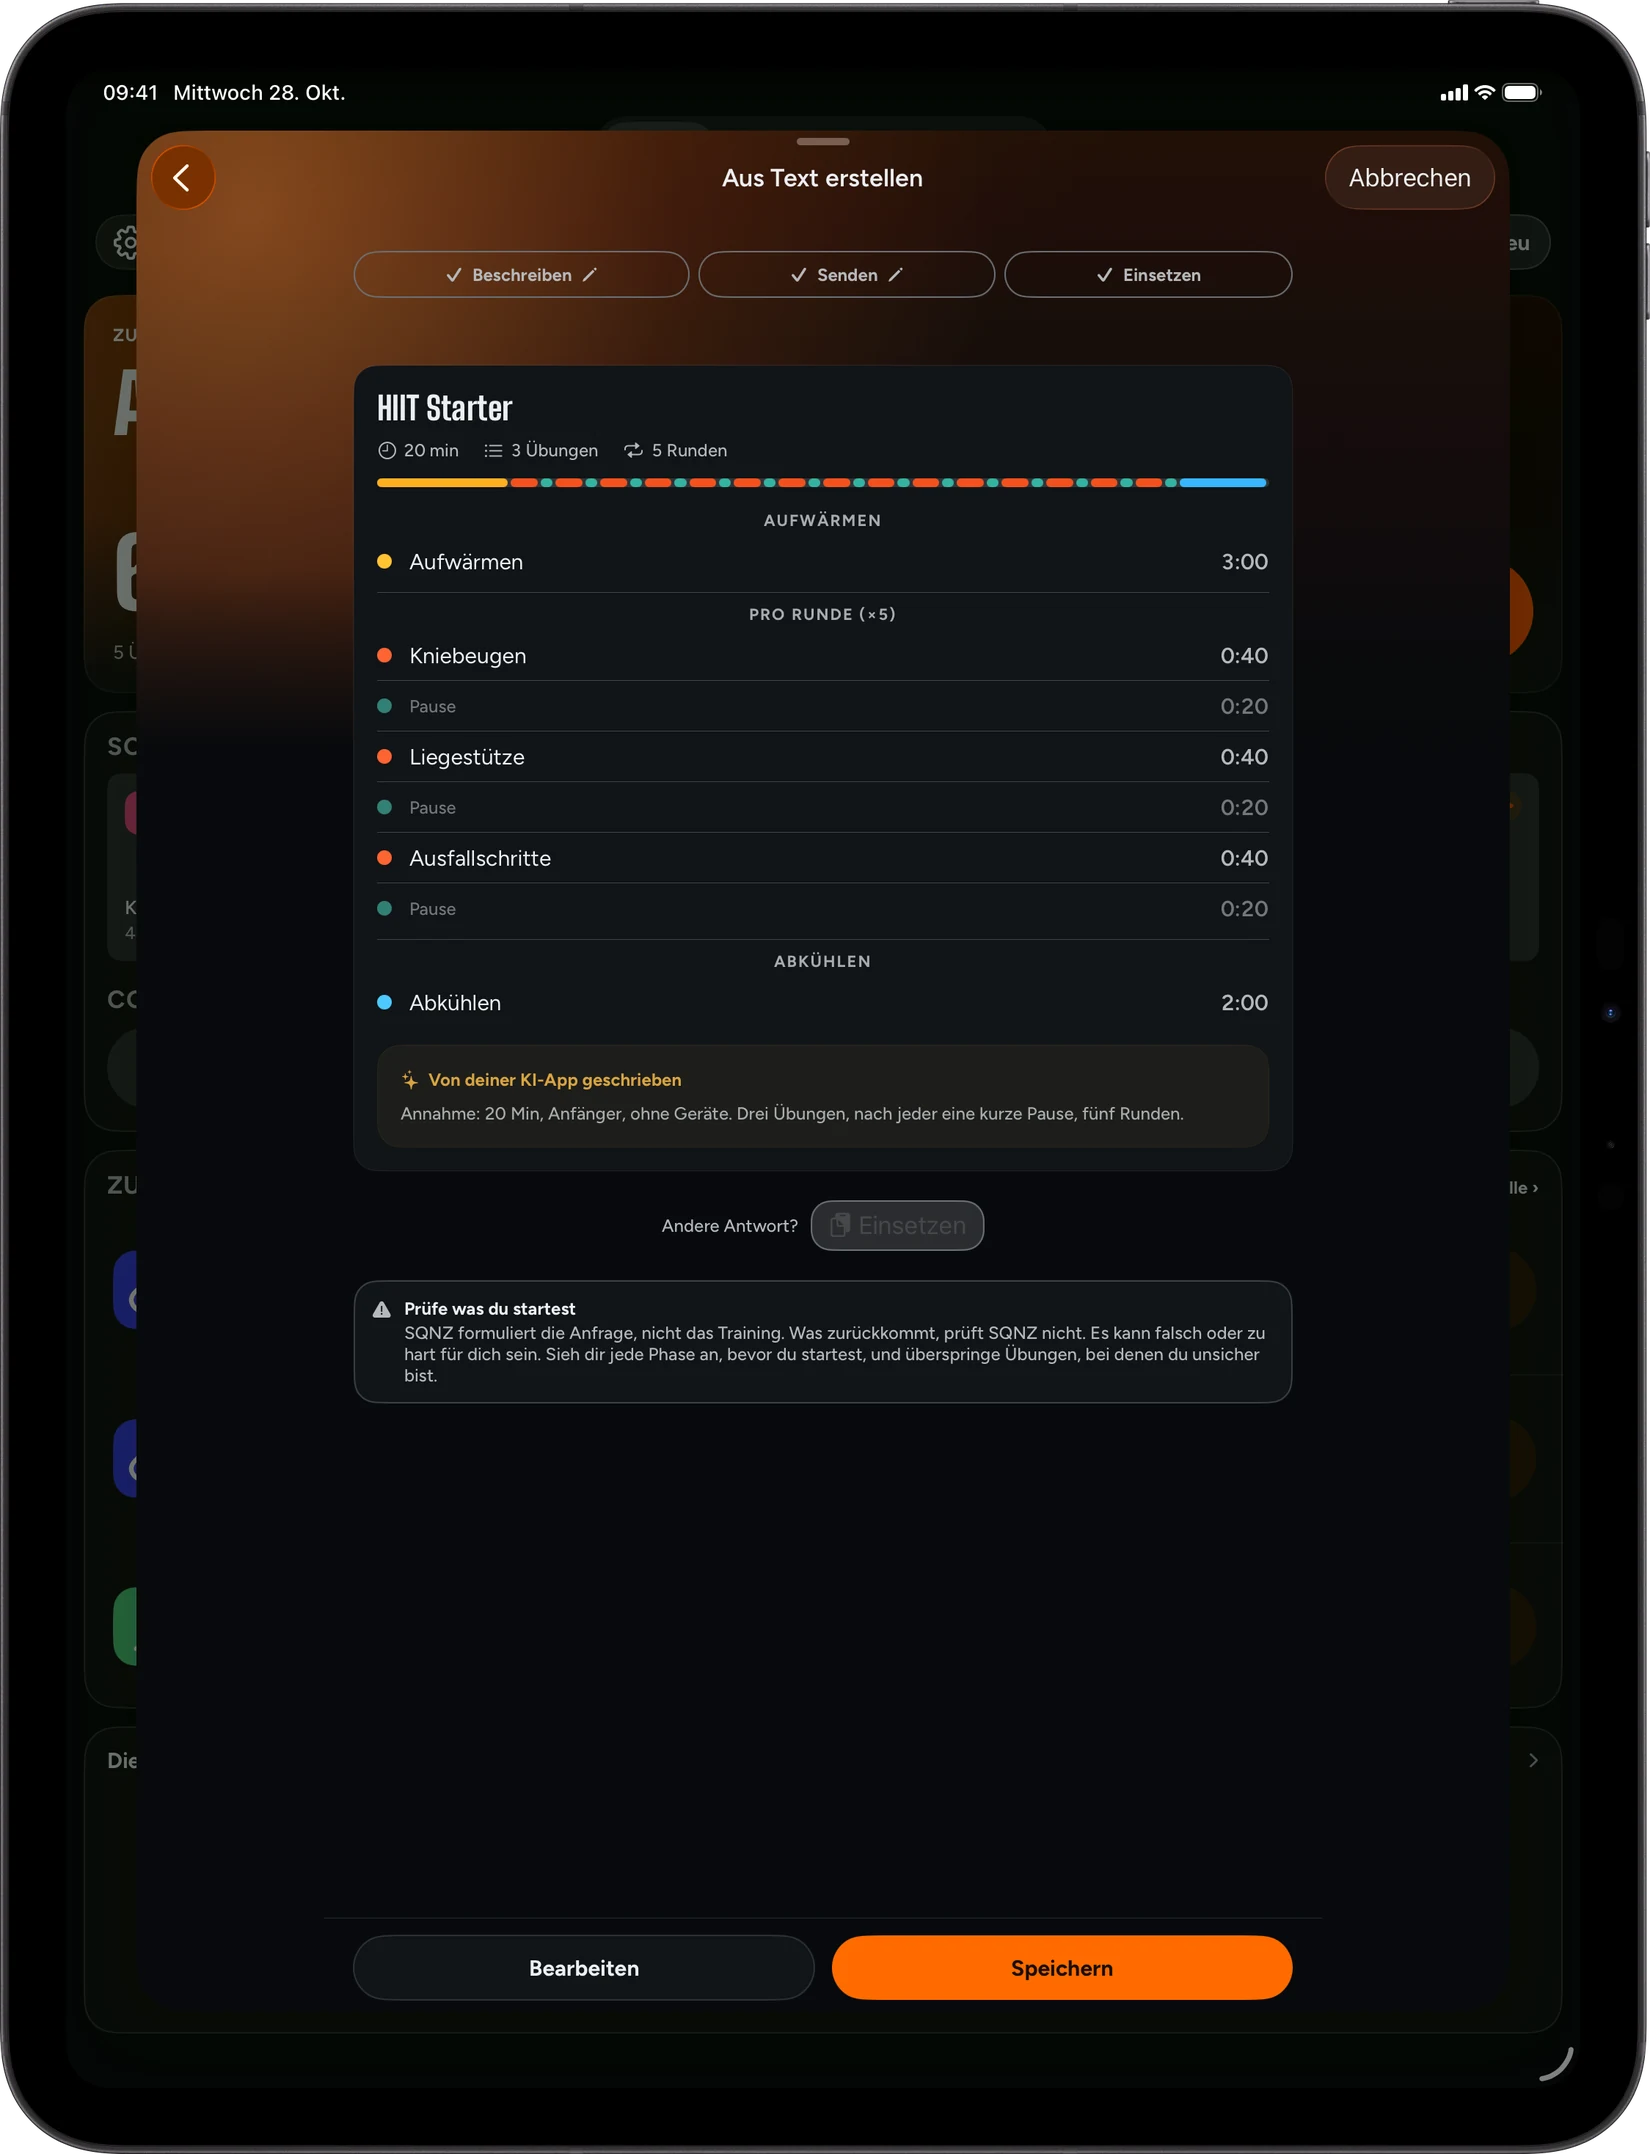 09:41 Mittwoch 28. Okt.
Aus Text erstellen
Abbrechen
Beschreiben
Senden
Einsetzen
HIIT Starter
20 min
3 Übungen
5 Runden
AUFWÄRMEN
Aufwärmen 3:00
PRO RUNDE (×5)
Kniebeugen 0:40
Pause 0:20
Liegestütze 0:40
Pause 0:20
Ausfallschritte 0:40
Pause 0:20
ABKÜHLEN
Abkühlen 2:00
Von deiner KI-App geschrieben
Annahme: 20 Min, Anfänger, ohne Geräte. Drei Übungen, nach jeder eine kurze Pause, fünf Runden.
Andere Antwort?
Einsetzen
Prüfe was du startest
SQNZ formuliert die Anfrage, nicht das Training. Was zurückkommt, prüft SQNZ nicht. Es kann falsch oder zu
hart für dich sein. Sieh dir jede Phase an, bevor du startest, und überspringe Übungen, bei denen du unsicher
bist.
Bearbeiten
Speichern